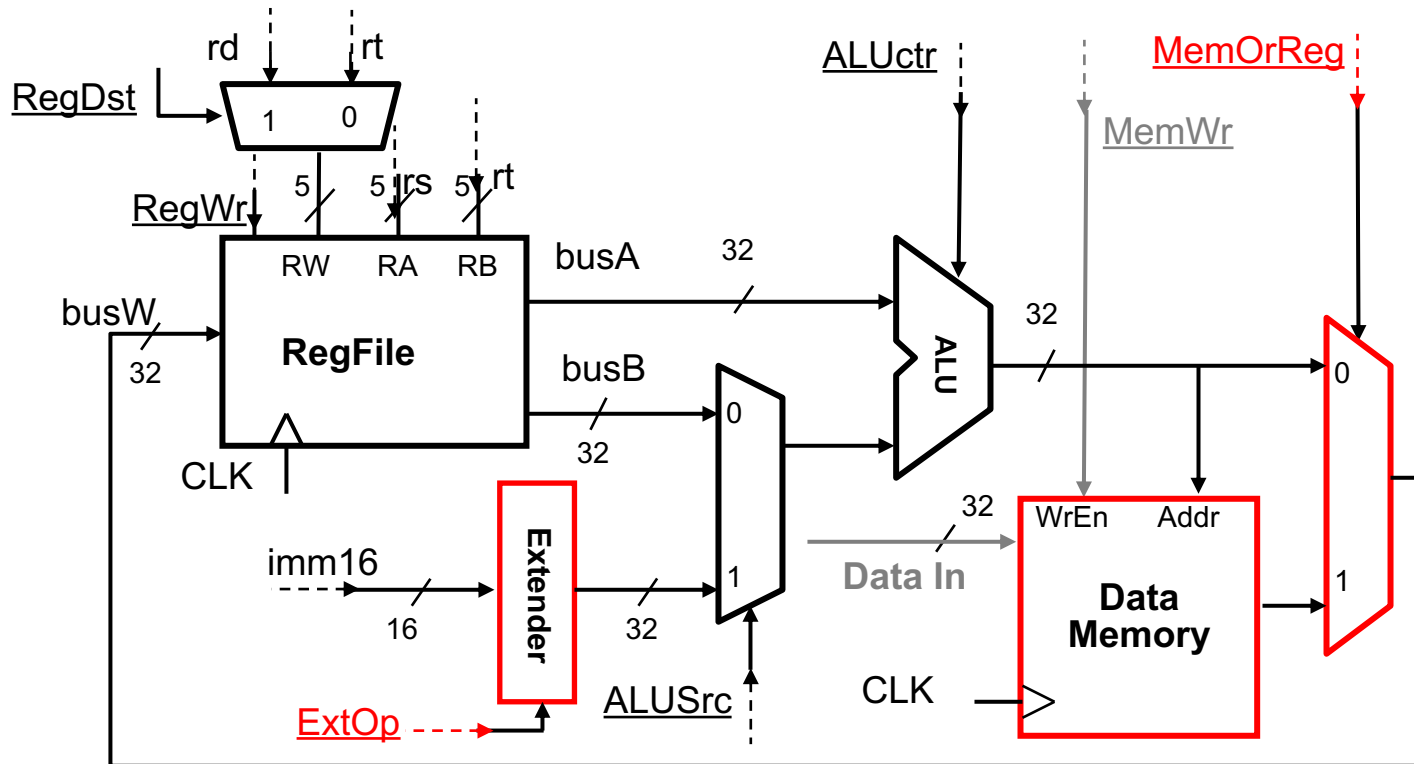 rd
rt
ALUctr
MemOrReg
RegDst
1
0
MemWr
5
5
rs
5
rt
RegWr
RW
RA
RB
busA
32
busW
32
RegFile
ALU
32
0
busB
32
0
CLK
32
WrEn
Addr
imm16
16
Extender
32
1
Data In
Data
Memory
1
CLK
ExtOp
ALUSrc